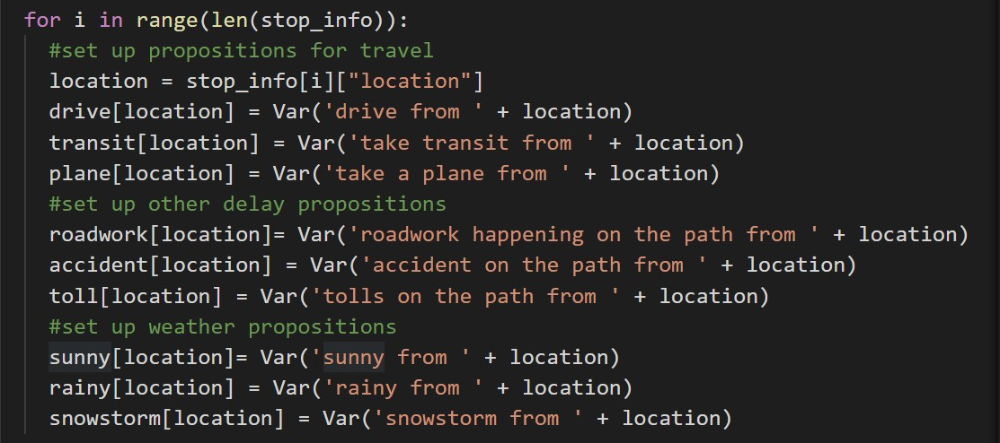 for i in range(len(stop_info)):
#set up propositions for travel
location = stop_info[i]["location"]
drive[location] = Var('drive from ' + location)
transit[location] = Var('take transit from ' + location)
plane[location] = Var('take a plane from ' + location)
#set up other delay propositions
roadwork[location]= Var('roadwork happening on the path from ' + location)
accident[location] = Var('accident on the path from ' + location)
toll[location] = Var('tolls on the path from ' + location)
#set up weather propositions
sunny[location]= Var('sunny from ' + location)
rainy[location] = Var('rainy from ' + location)
snowstorm[location] = Var('snowstorm from ' + location)